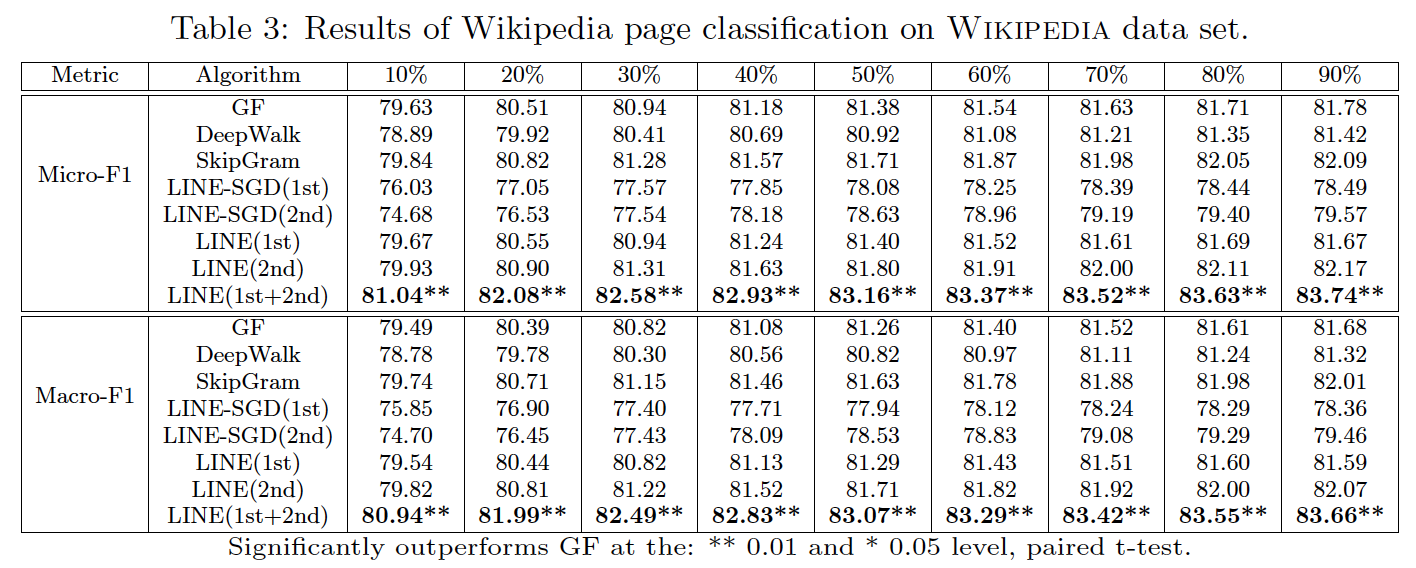 Table 3: Results of Wikipedia page classification on WIKIPEDIA data set.
Metric Algorithm 10% 20% 30% 40% 50% 60% 70% 80% 90%
GF 79.63 80.51 80.94 81.18 81.38 81.54 81.63 81.71 81.78
DeepWalk 78.89 79.92 80.41 80.69 80.92 81.08 81.21 81.35 81.42
SkipGram 79.84 80.82 81.28 81.57 81.71 81.87 81.98 82.05 82.09
Micro-F1
LINE-SGD(1st) 76.03 77.05 77.57 77.85 78.08 78.25 78.39 78.44 78.49
LINE-SGD(2nd) 74.68 76.53 77.54 78.18 78.63 78.96 79.19 79.40 79.57
LINE(1st) 79.67 80.55 80.94 81.24 81.40 81.52 81.61 81.69 81.67
LINE(2nd) 79.93 80.90 81.31 81.63 81.80 81.91 82.00 82.11 82.17
LINE(1st+2nd) 81.04** 82.08** 82.58** 82.93** 83.16** 83.37** 83.52** 83.63** 83.74**
GF 79.49 80.39 80.82 81.08 81.26 81.40 81.52 81.61 81.68
DeepWalk 78.78 79.78 80.30 80.56 80.82 80.97 81.11 81.24 81.32
SkipGram 79.74 80.71 81.15 81.46 81.63 81.78 81.88 81.98 82.01
Macro-F1
LINE-SGD(1st) 75.85 76.90 77.40 77.71 77.94 78.12 78.24 78.29 78.36
LINE-SGD(2nd) 74.70 76.45 77.43 78.09 78.53 78.83 79.08 79.29 79.46
LINE(1st) 79.54 80.44 80.82 81.13 81.29 81.43 81.51 81.60 81.59
LINE(2nd) 79.82 80.81 81.22 81.52 81.71 81.82 81.92 82.00 82.07
LINE(1st+2nd) 80.94** 81.99** 82.49** 82.83** 83.07** 83.29** 83.42** 83.55** 83.66**
Significantly outperforms GF at the: ** 0.01 and * 0.05 level, paired t-test.